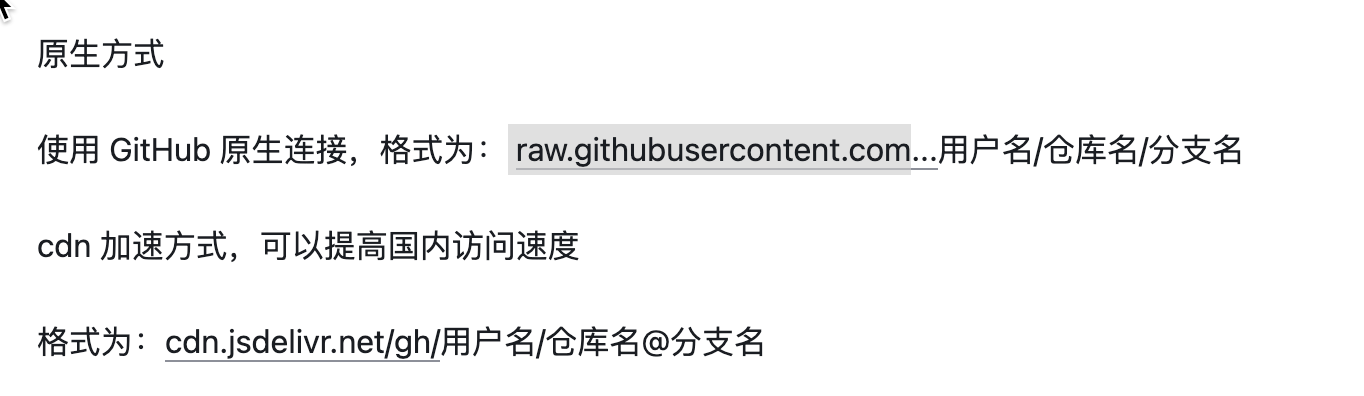 原生方式
使用 GitHub 原生连接，格式为：raw.githubusercontent.com...用户名/仓库名/分支名
cdn 加速方式，可以提高国内访问速度
格式为：cdn.jsdelivr.net/gh/用户名/仓库名@分支名